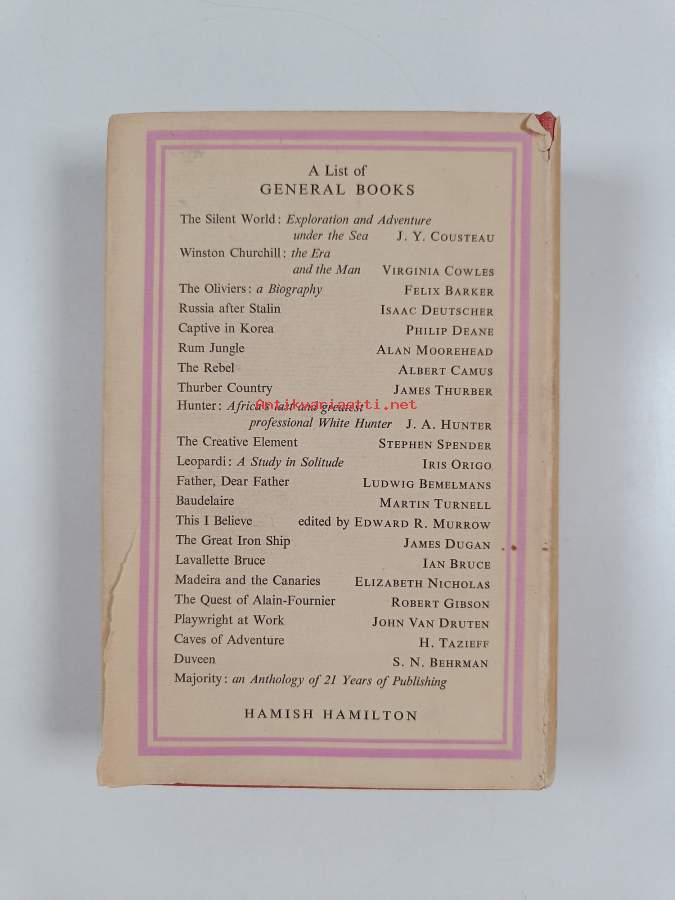 A List of
GENERAL BOOKS
The Silent World: Exploration and Adventure
under the Sea J. Y. COUSTEAU
Winston Churchill: the Era
and the Man VIRGINIA COWLES
The Oliviers: a Biography FELIX BARKER
Russia after Stalin ISAAC DEUTSCHER
Captive in Korea PHILIP DEANE
Rum Jungle ALAN MOOREHEAD
The Rebel ALBERT CAMUS
Thurber Country JAMES THURBER
Antikvariaatti.net
Hunter: Africa's last and greatest
professional White Hunter J. A. HUNTER
The Creative Element STEPHEN SPENDER
Leopardi: A Study in Solitude IRIS ORIGO
Father, Dear Father LUDWIG BEMELMANS
Baudelaire MARTIN TURNELL
This I Believe edited by EDWARD R. MURROW
The Great Iron Ship JAMES DUGAN
Lavallette Bruce IAN BRUCE
Madeira and the Canaries ELIZABETH NICHOLAS
The Quest of Alain-Fournier ROBERT GIBSON
Playwright at Work JOHN VAN DRUTEN
Caves of Adventure H. TAZIEFF
Duveen S. N. BEHRMAN
Majority: an Anthology of 21 Years of Publishing
HAMISH HAMILTON